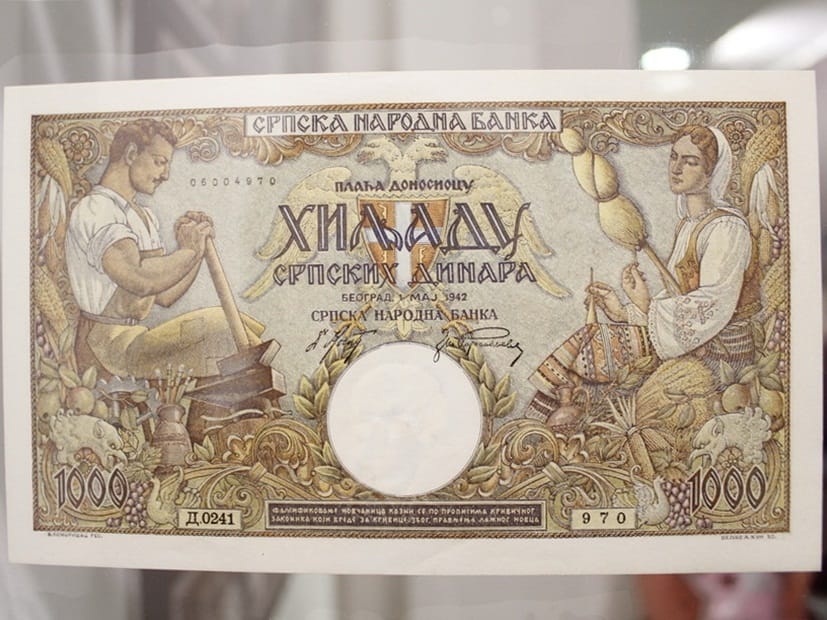 СРПСКА НАРОДНА БАНКА
06004970
ПЛАЋА ДОНОСИОЦУ
ХИЉАДУ
СРПСКИХ ДИНАРА
БЕОГРАД, 1 МАЈ 1942
СРПСКА НАРОДНА БАНКА
1000
1000
Д.0241
ФАЛСИФИКОВАЊЕ НОВЧАНИЦА КАЗНИ СЕ ПО ПРОПИСИМА КРИВИЧНОГ
ЗАКОНИКА КОЈИ ВРЕДЕ ЗА КРИВИЦЕ ЗБОГ ПРАВЉЕЊА ЛАЖНОГ НОВЦА
970